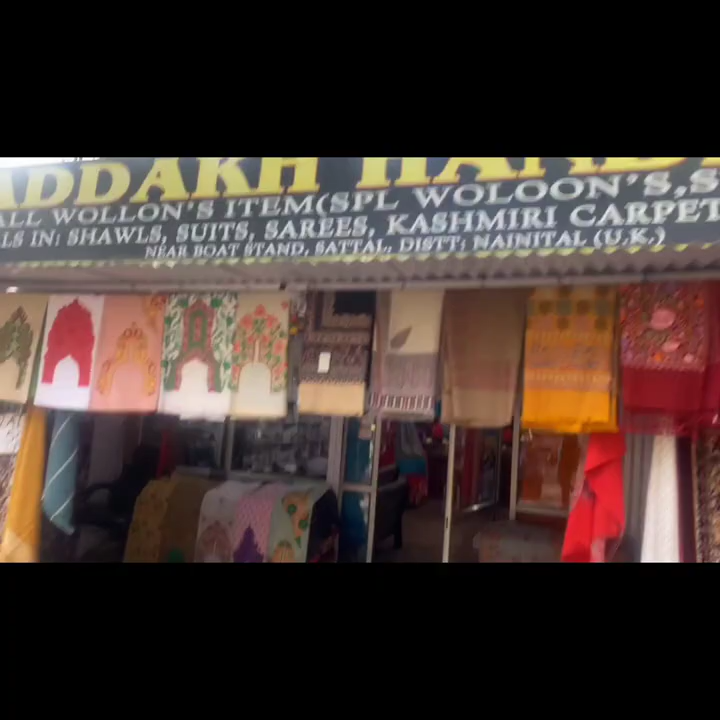 ADDAKH HAND
ALL WOLLON'S ITEM(SPL WOLOON'S,S
LS IN: SHAWLS, SUITS, SAREES, KASHMIRI CARPET
NEAR BOAT STAND, SATTAL, DISTT; NAINITAL (U.K.)